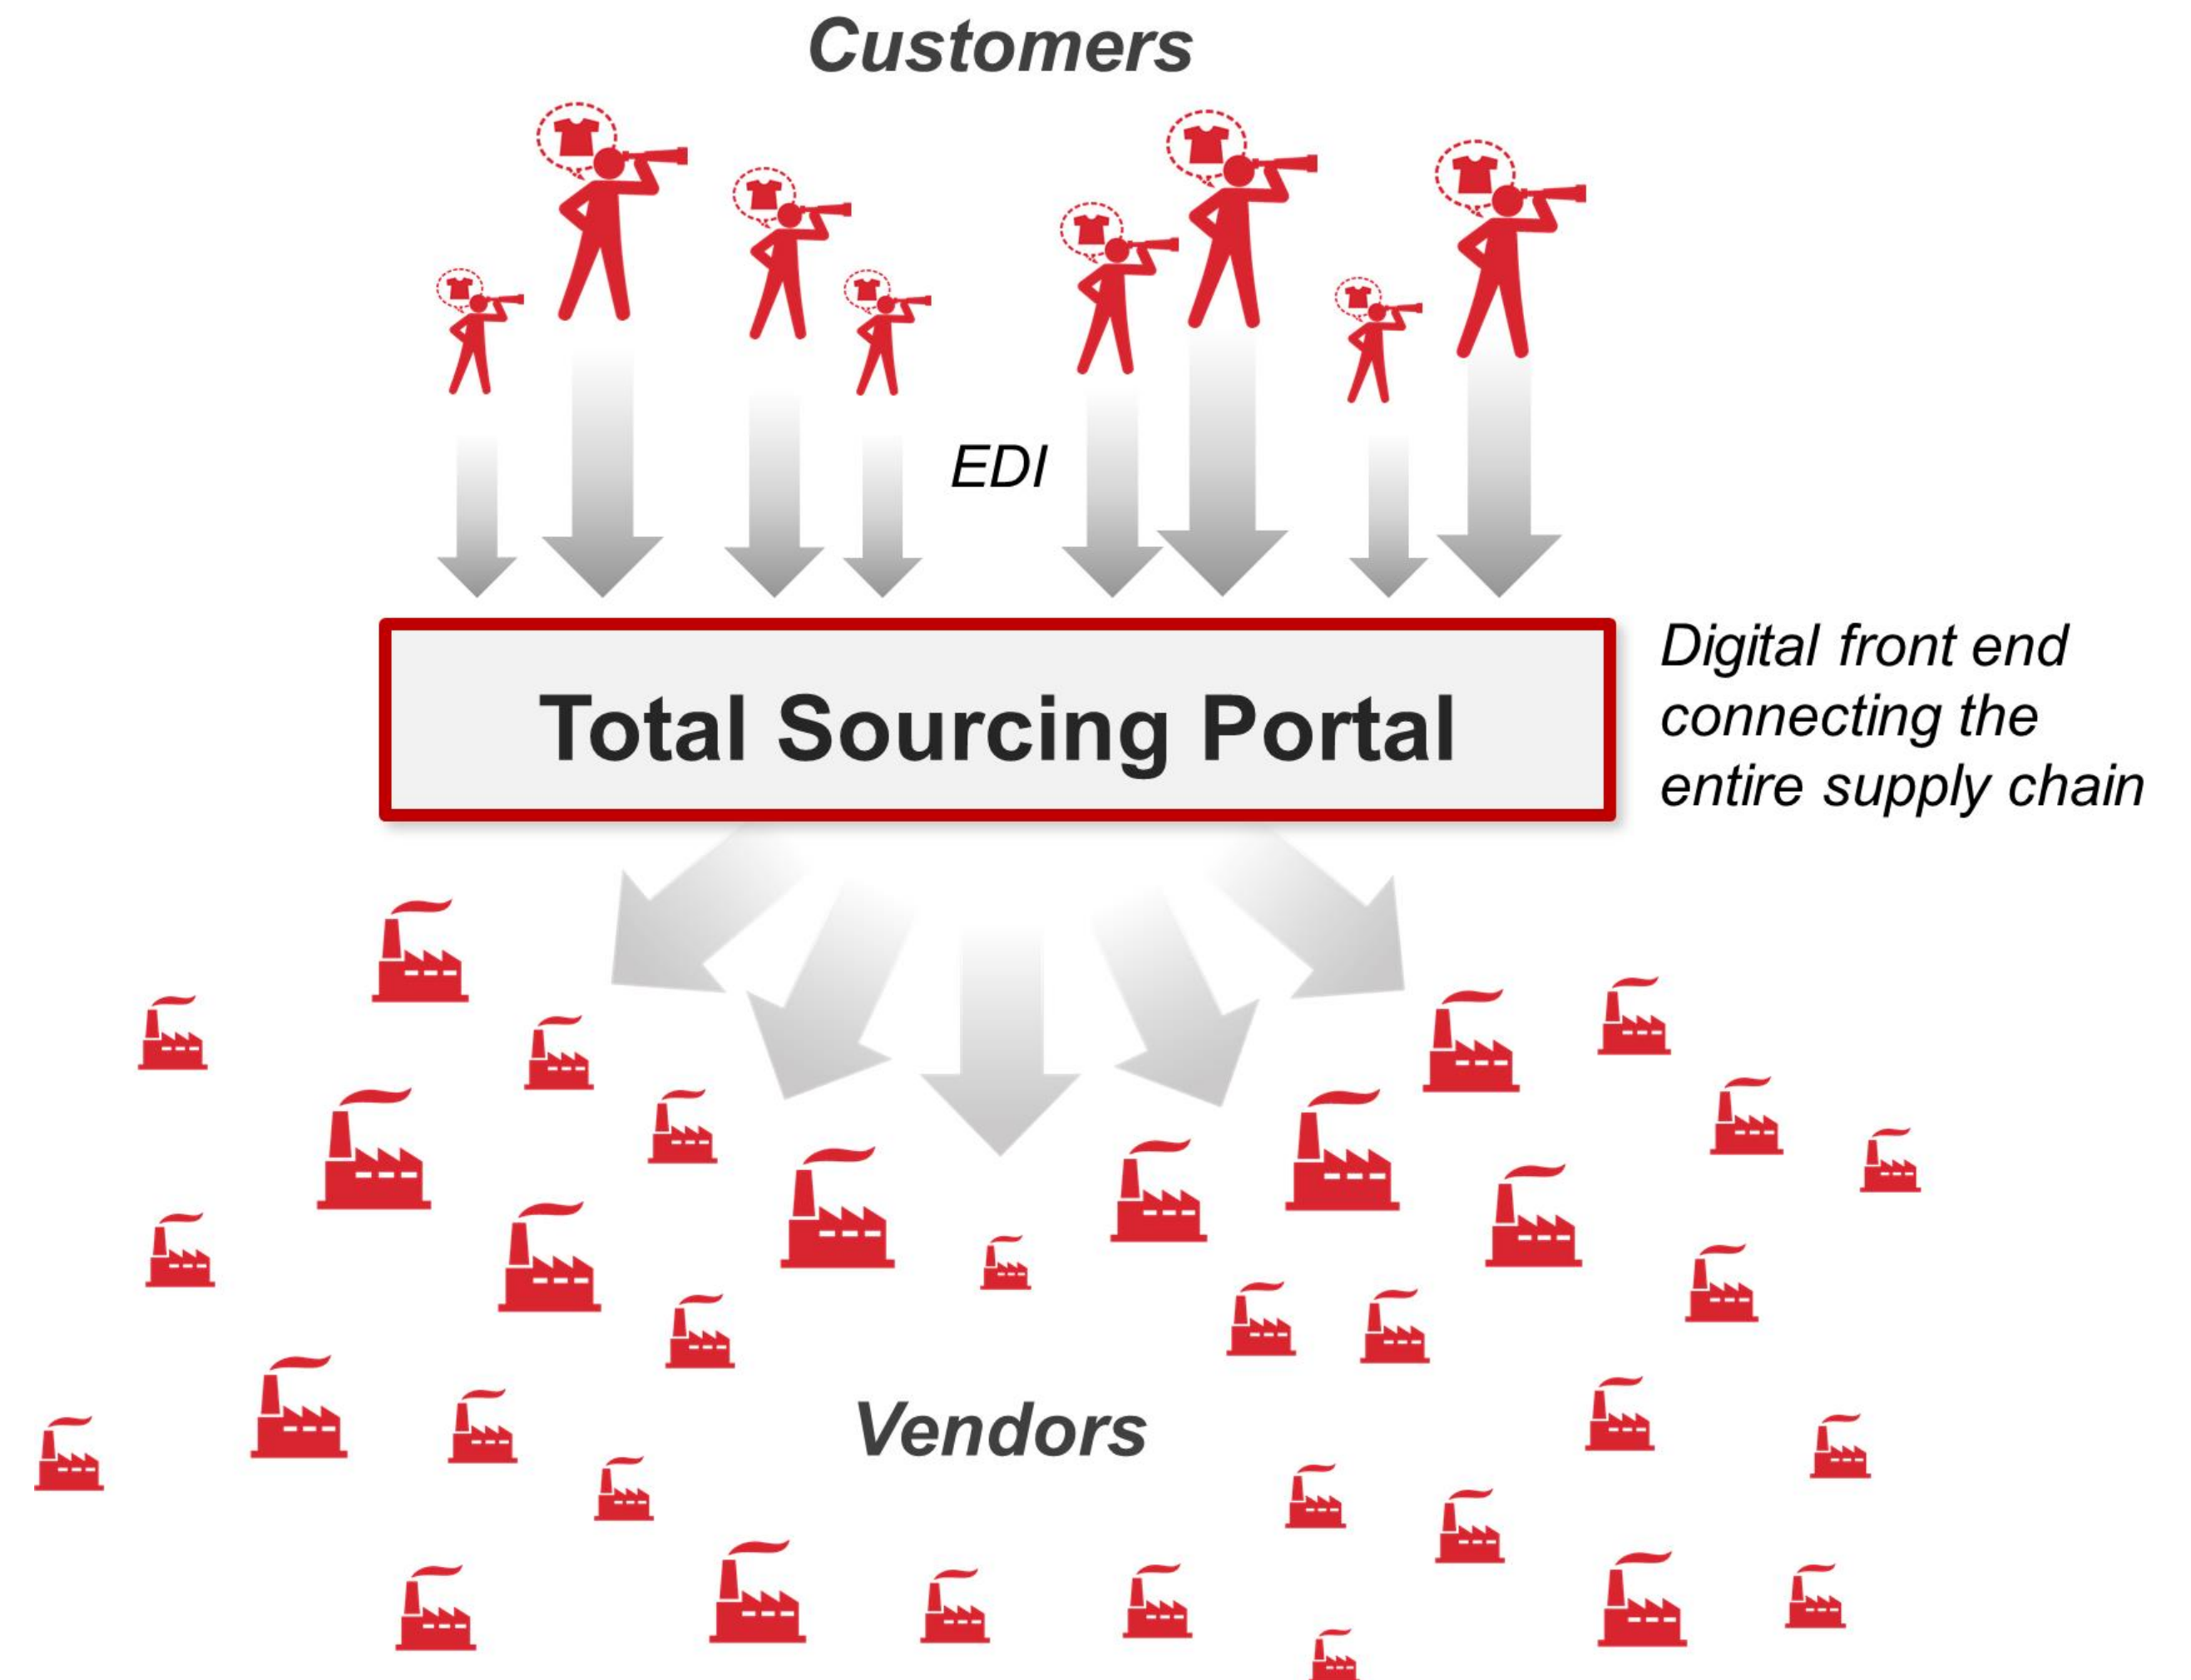 Customers
EDI
Total Sourcing Portal
Digital front end
connecting the
entire supply chain
Vendors